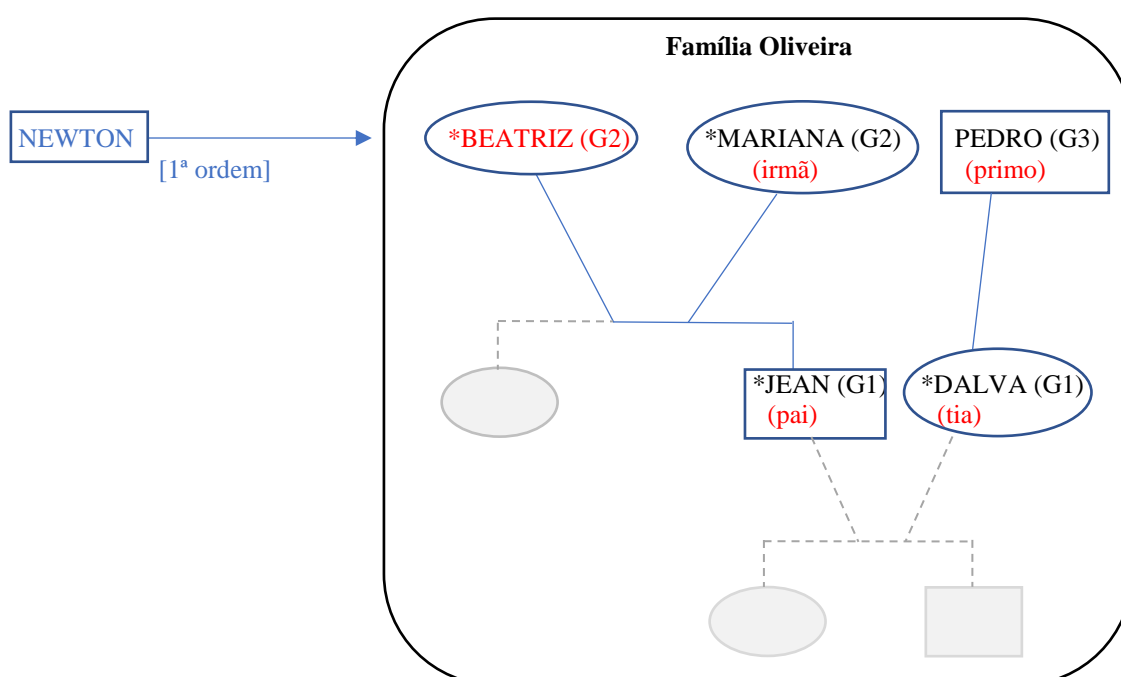 Família Oliveira
NEWTON
[1ª ordem]
*BEATRIZ (G2)
*MARIANA (G2)
(irmã)
PEDRO (G3)
(primo)
*JEAN (G1)
(pai)
*DALVA (G1)
(tia)